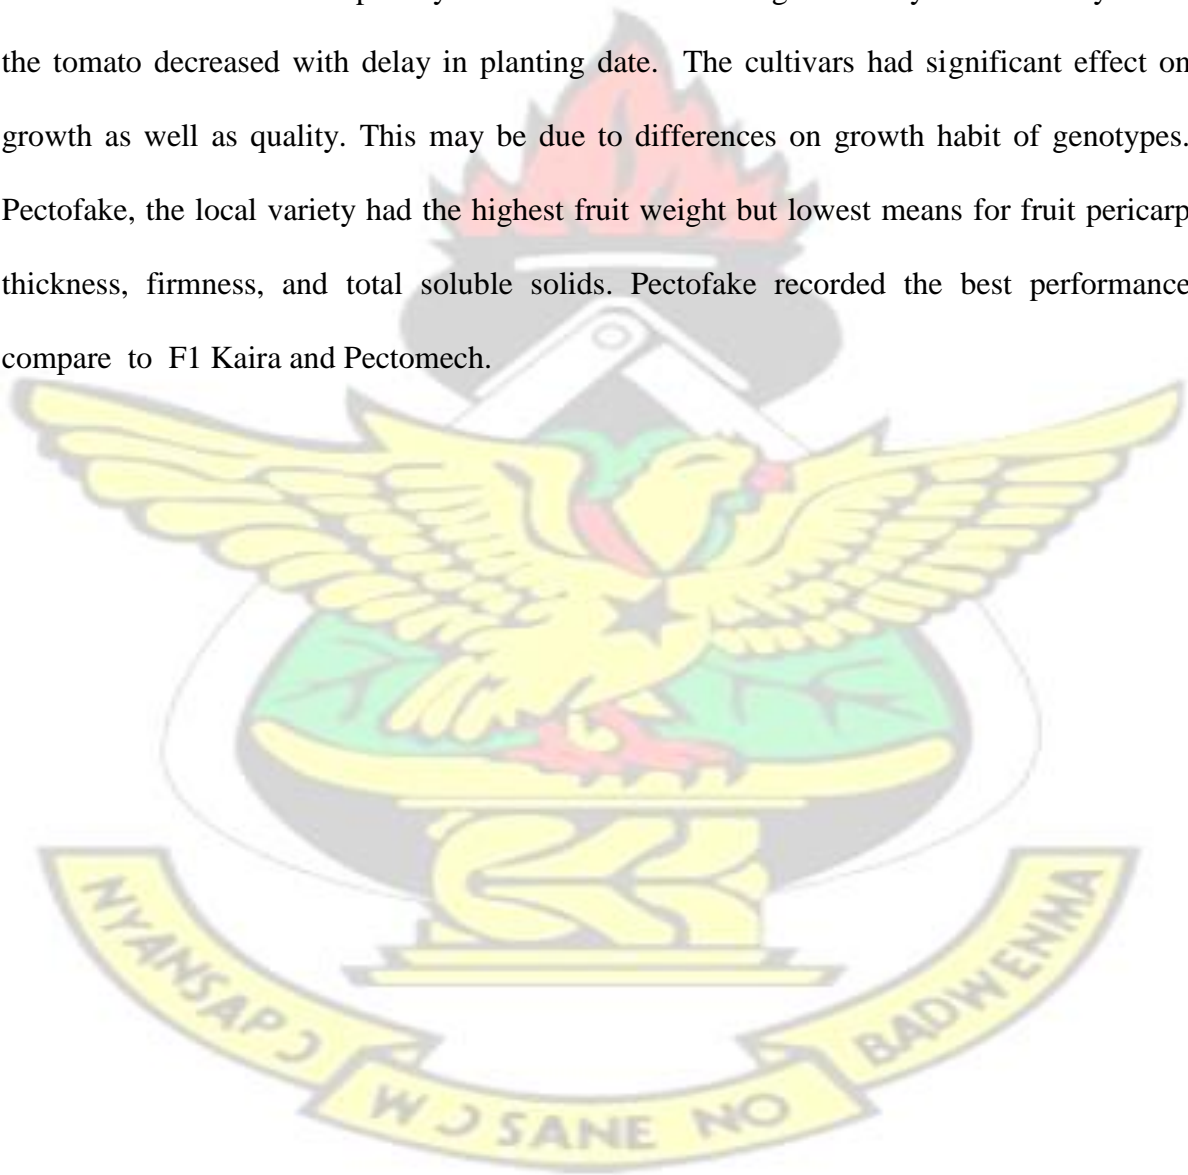 the tomato decreased with delay in planting date. The cultivars had significant effect on
growth as well as quality. This may be due to differences on growth habit of genotypes.
Pectofake, the local variety had the highest fruit weight but lowest means for fruit pericarp
thickness, firmness, and total soluble solids. Pectofake recorded the best performance
compare to F1 Kaira and Pectomech.
NYANSAPƆ
WƆSANE NO
BADWENMA